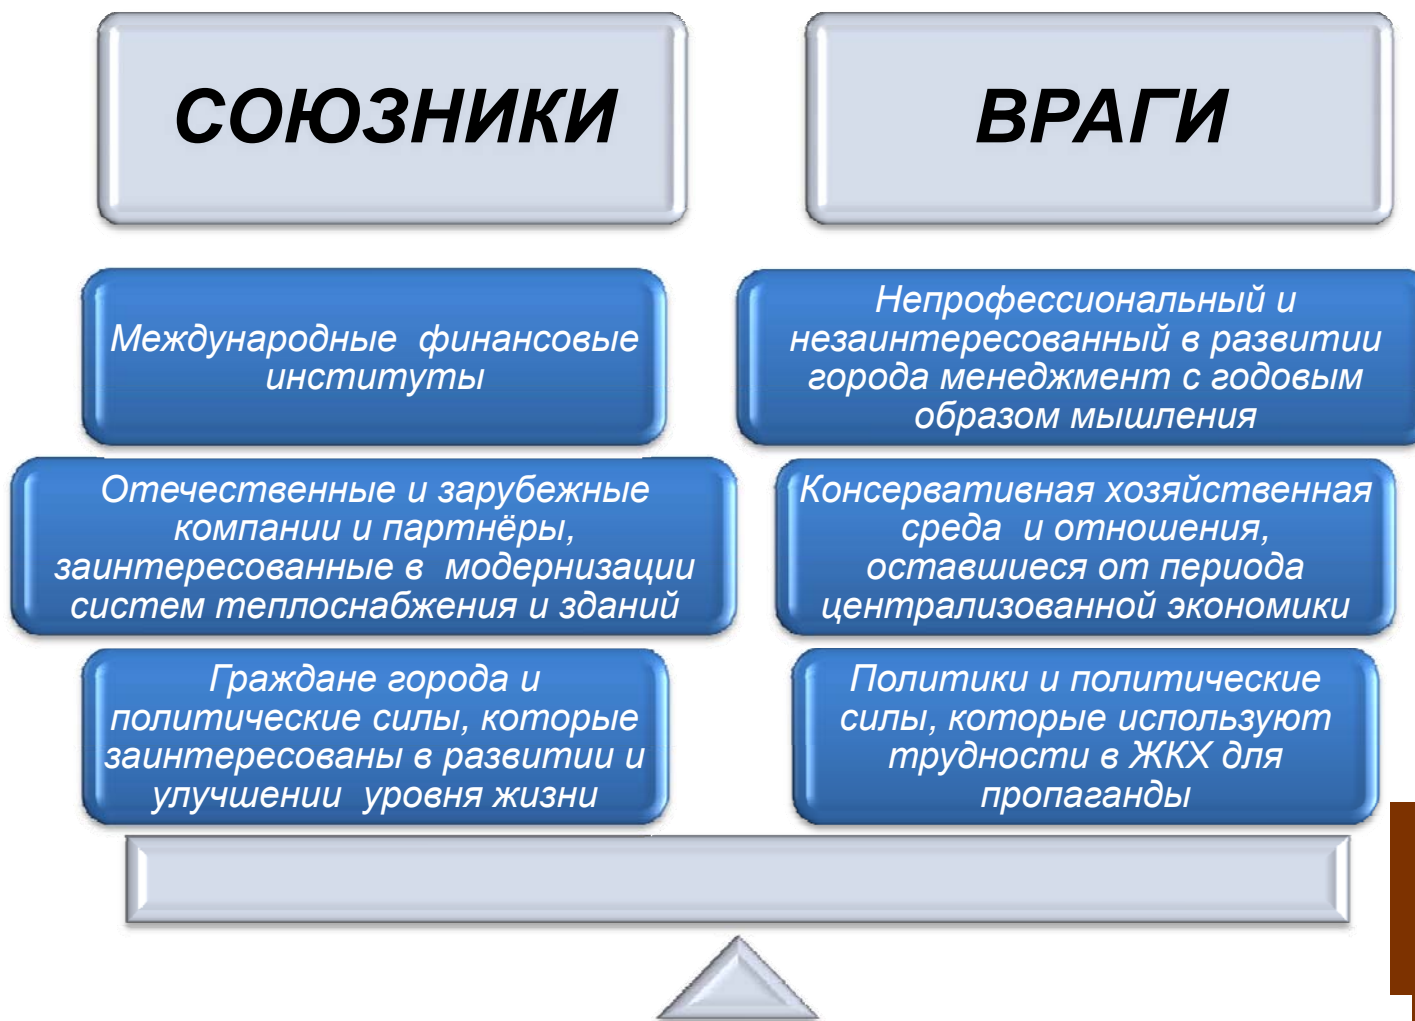 СОЮЗНИКИ
ВРАГИ
Международные финансовые
институты
Непрофессиональный и
незаинтересованный в развитии
города менеджмент с годовым
образом мышления
Отечественные и зарубежные
компании и партнёры,
заинтересованные в модернизации
систем теплоснабжения и зданий
Консервативная хозяйственная
среда и отношения,
оставшиеся от периода
централизованной экономики
Граждане города и
политические силы, которые
заинтересованы в развитии и
улучшении уровня жизни
Политики и политические
силы, которые используют
трудности в ЖКХ для
пропаганды